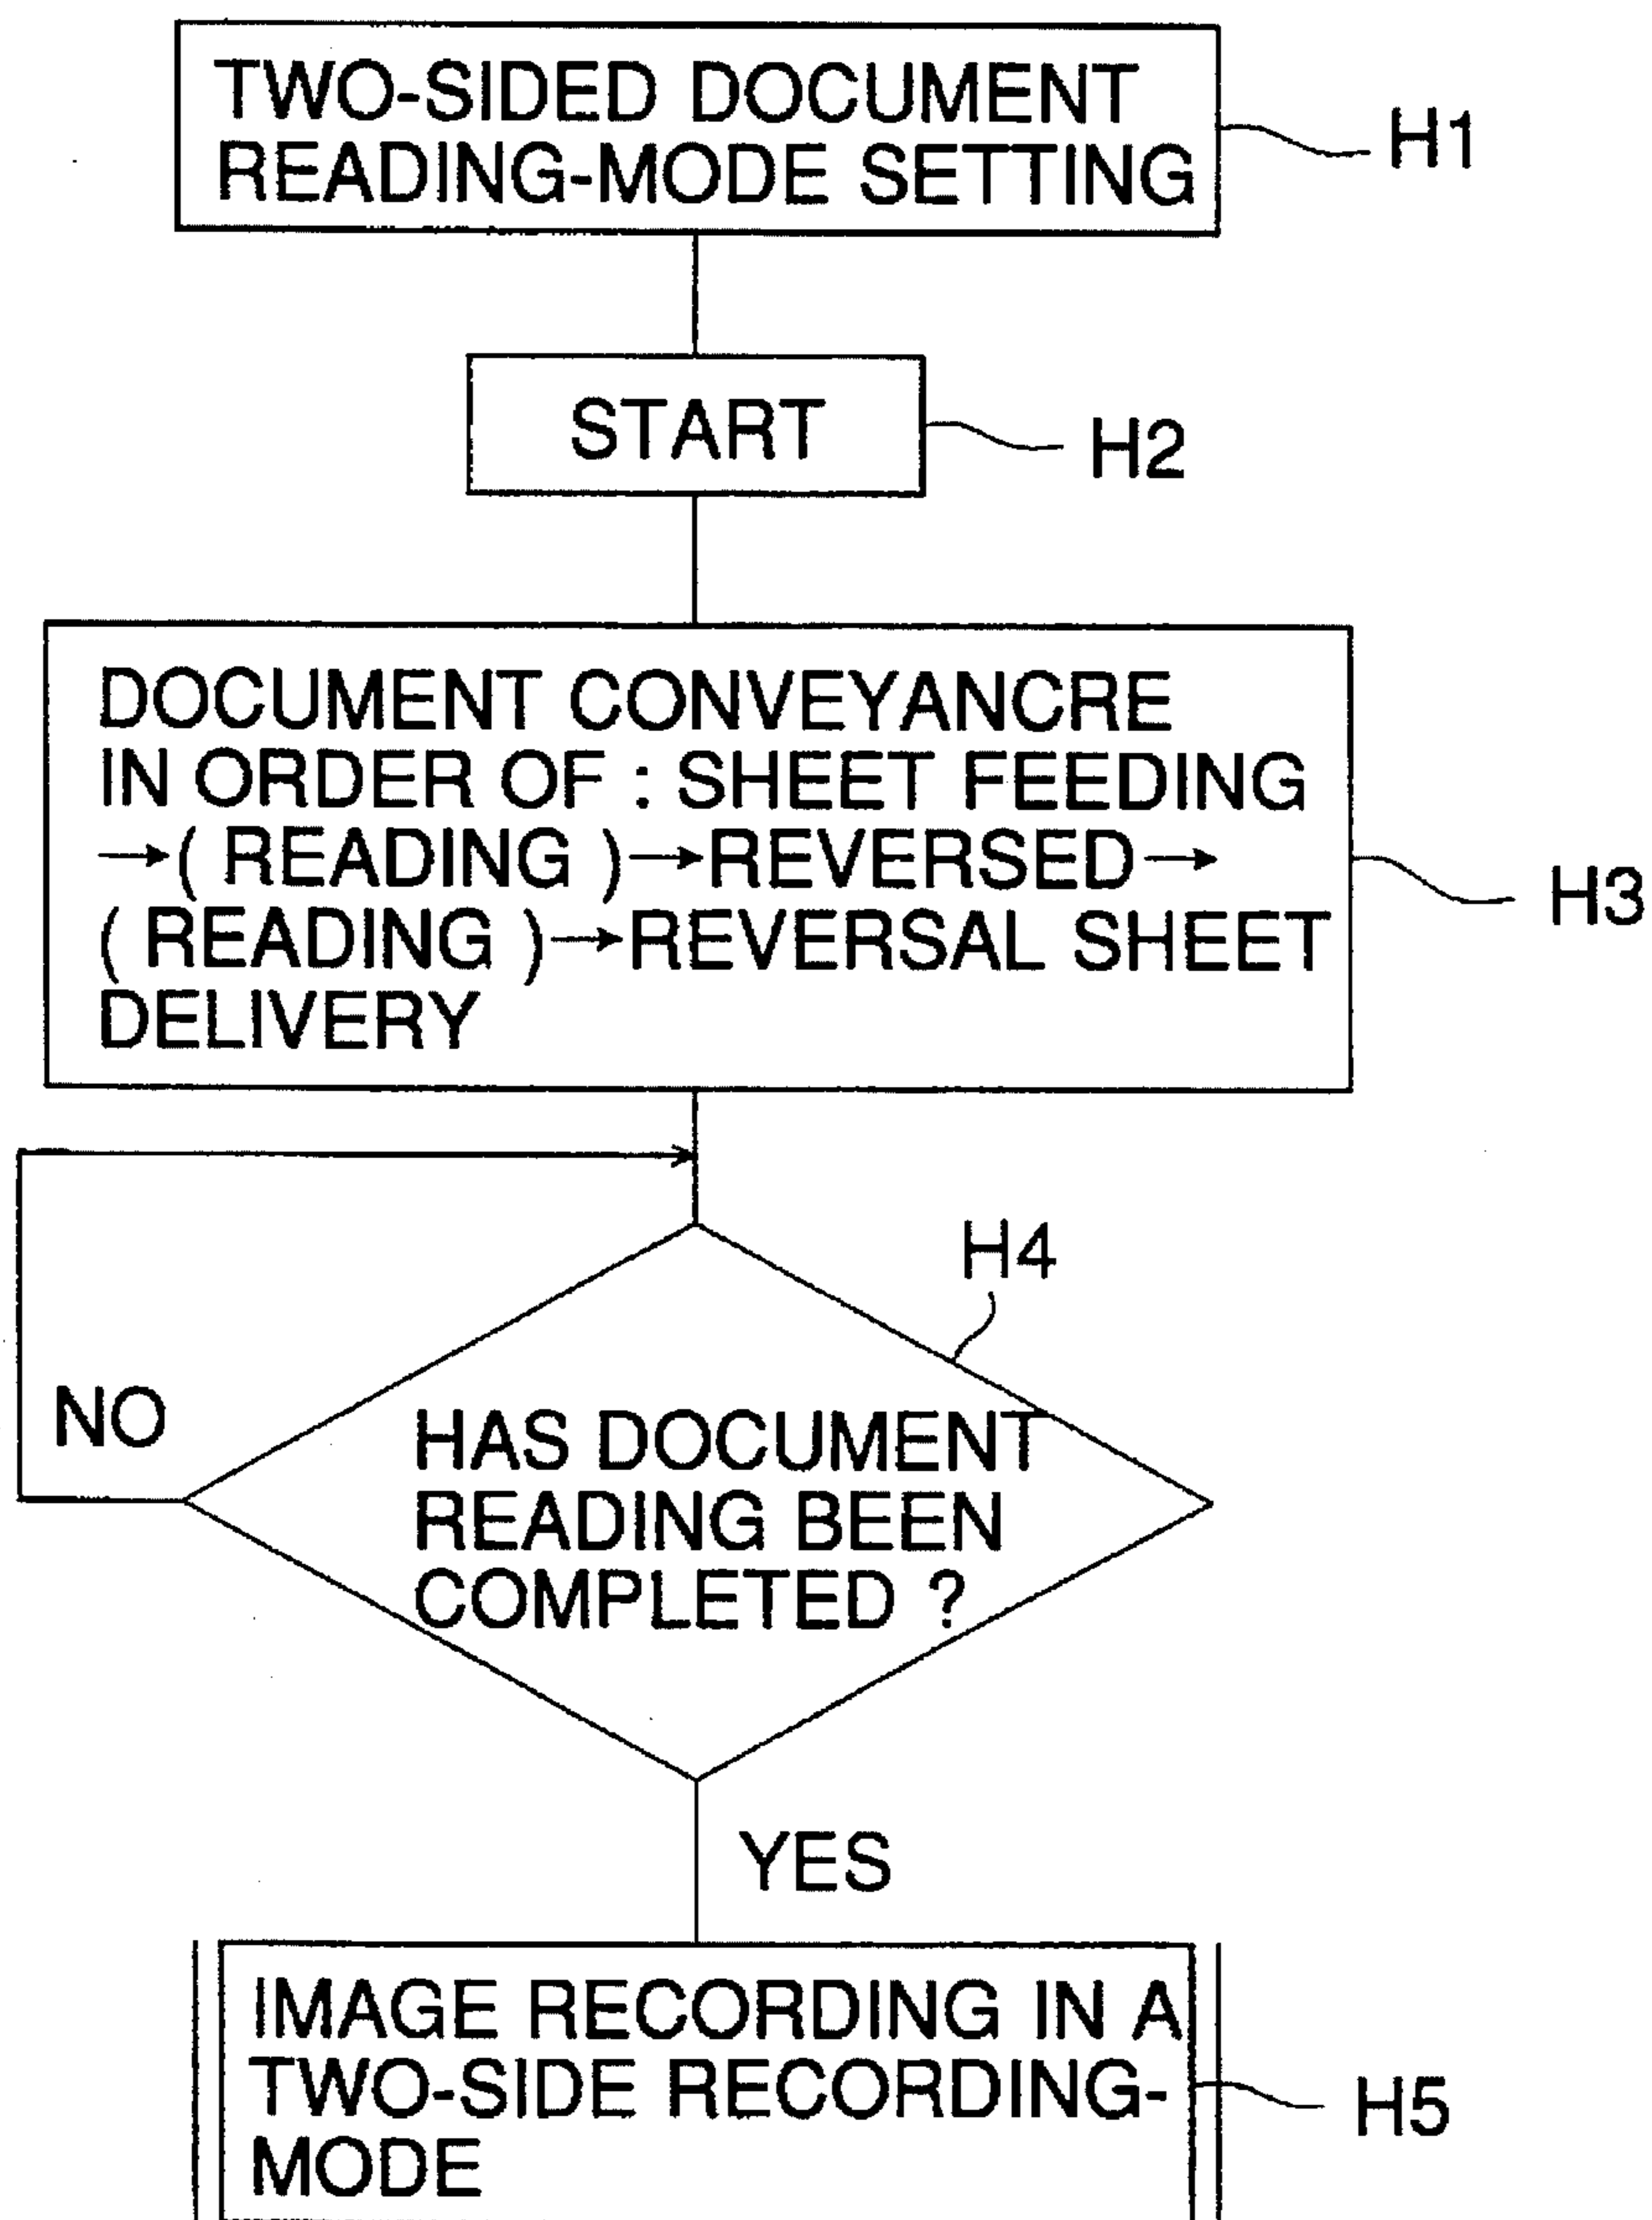 TWO-SIDED DOCUMENT
READING-MODE SETTING
H1
START
H2
DOCUMENT CONVEYANCRE
IN ORDER OF : SHEET FEEDING
→( READING )→REVERSED→
( READING )→REVERSAL SHEET
DELIVERY
H3
H4
NO
HAS DOCUMENT
READING BEEN
COMPLETED ?
YES
IMAGE RECORDING IN A
TWO-SIDE RECORDING-
MODE
H5